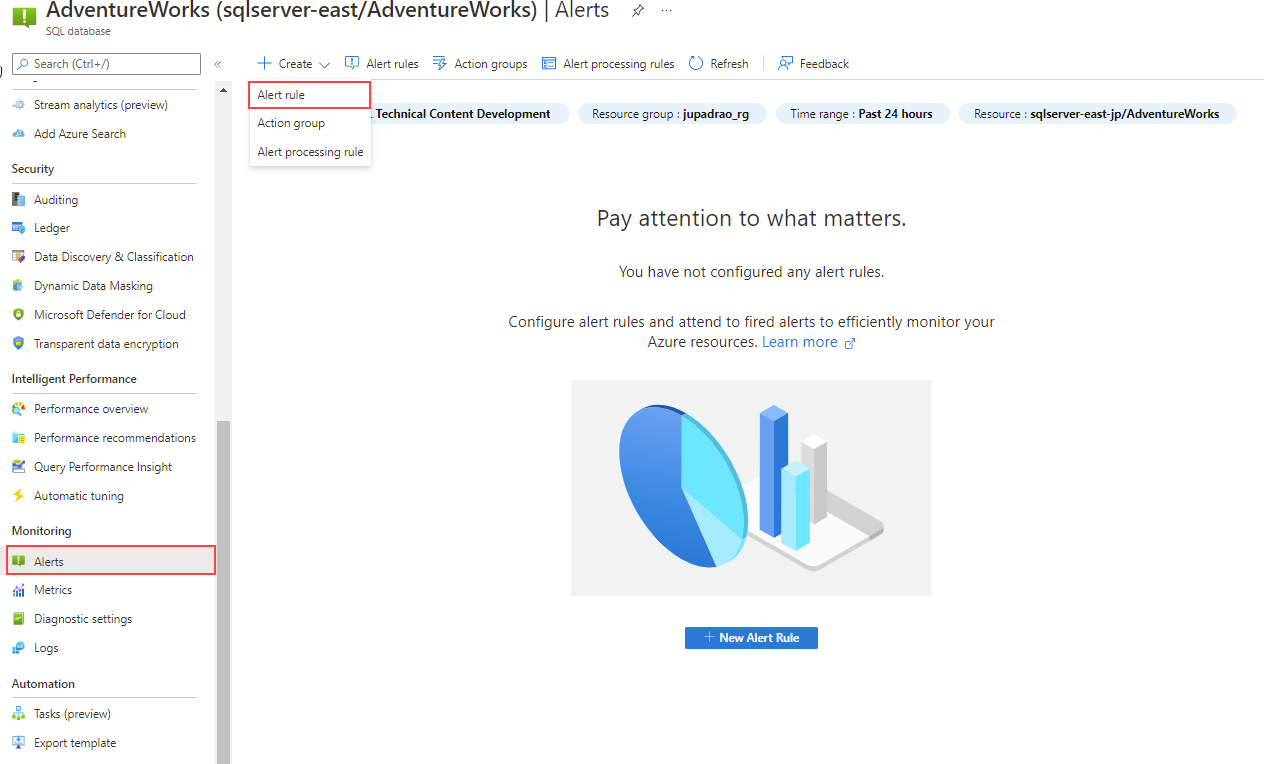 AdventureWorks (sqlserver-east/AdventureWorks) | Alerts ...
SQL database
Search (Ctrl+/)
«
Create
Alert rules
Action groups
Alert processing rules
Refresh
Feedback
Alert rule
Action group
Alert processing rule
Technical Content Development
Resource group : jupadrao_rg
Time range : Past 24 hours
Resource : sqlserver-east-jp/AdventureWorks
Stream analytics (preview)
Add Azure Search
Security
Auditing
Ledger
Data Discovery & Classification
Dynamic Data Masking
Microsoft Defender for Cloud
Transparent data encryption
Intelligent Performance
Performance overview
Performance recommendations
Query Performance Insight
Automatic tuning
Monitoring
Alerts
Metrics
Diagnostic settings
Logs
Automation
Tasks (preview)
Export template
Pay attention to what matters.
You have not configured any alert rules.
Configure alert rules and attend to fired alerts to efficiently monitor your
Azure resources. Learn more
New Alert Rule